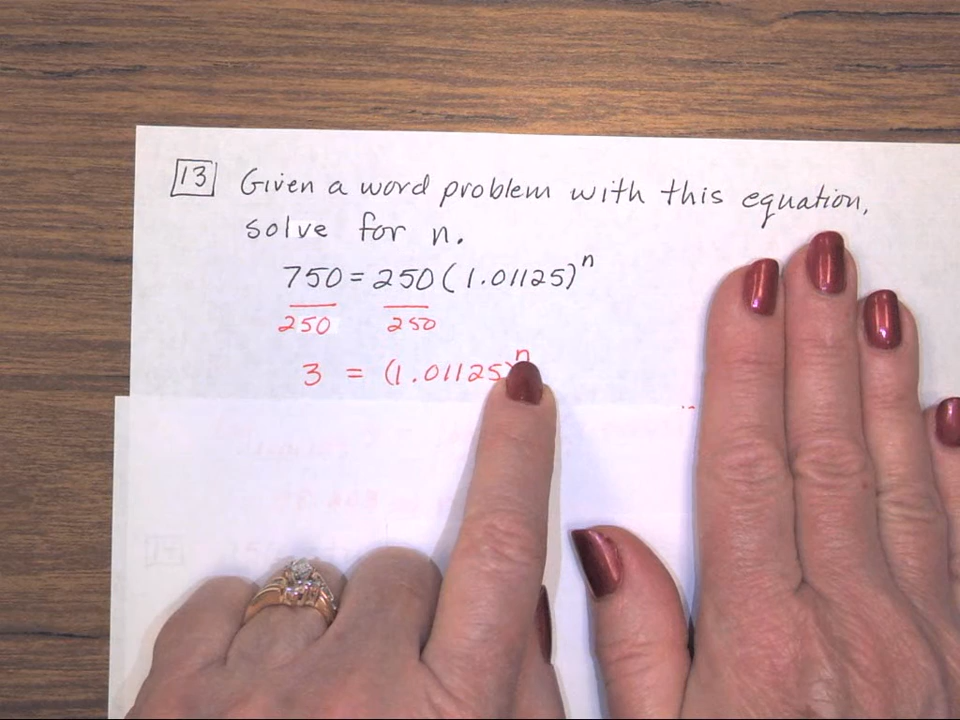 13 Given a word problem with this equation,
solve for n.
750 = 250 (1.01125)ⁿ
250 250
3 = (1.01125)ⁿ